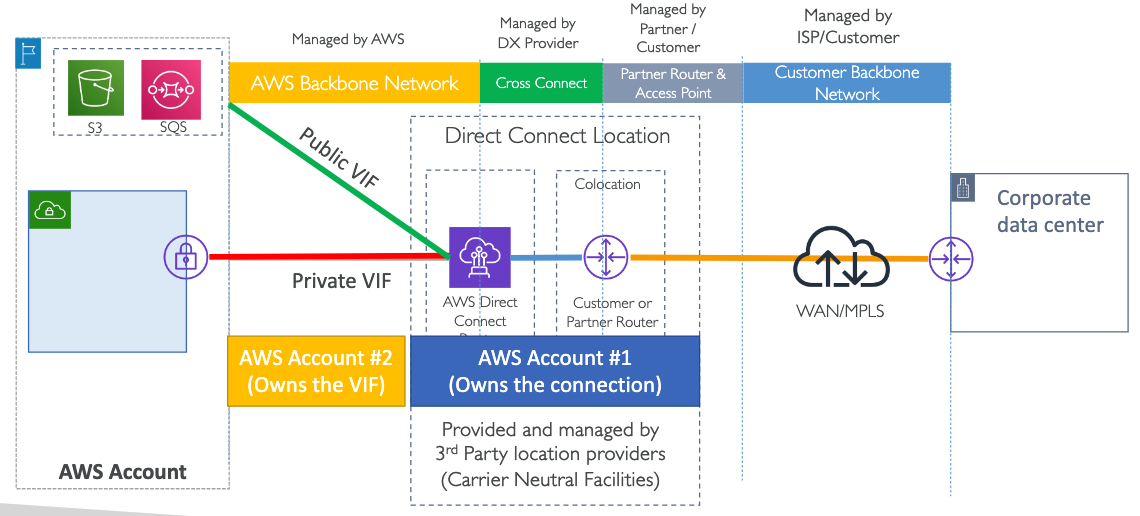 Managed by AWS
Managed by
DX Provider
Managed by
Partner /
Customer
Managed by
ISP/Customer
AWS Backbone Network
Cross Connect
Partner Router &
Access Point
Customer Backbone
Network
S3
SQS
Public VIF
Direct Connect Location
Colocation
Corporate
data center
Private VIF
AWS Direct
Connect
Customer or
Partner Router
WAN/MPLS
AWS Account #2
(Owns the VIF)
AWS Account #1
(Owns the connection)
Provided and managed by
3rd Party location providers
(Carrier Neutral Facilities)
AWS Account